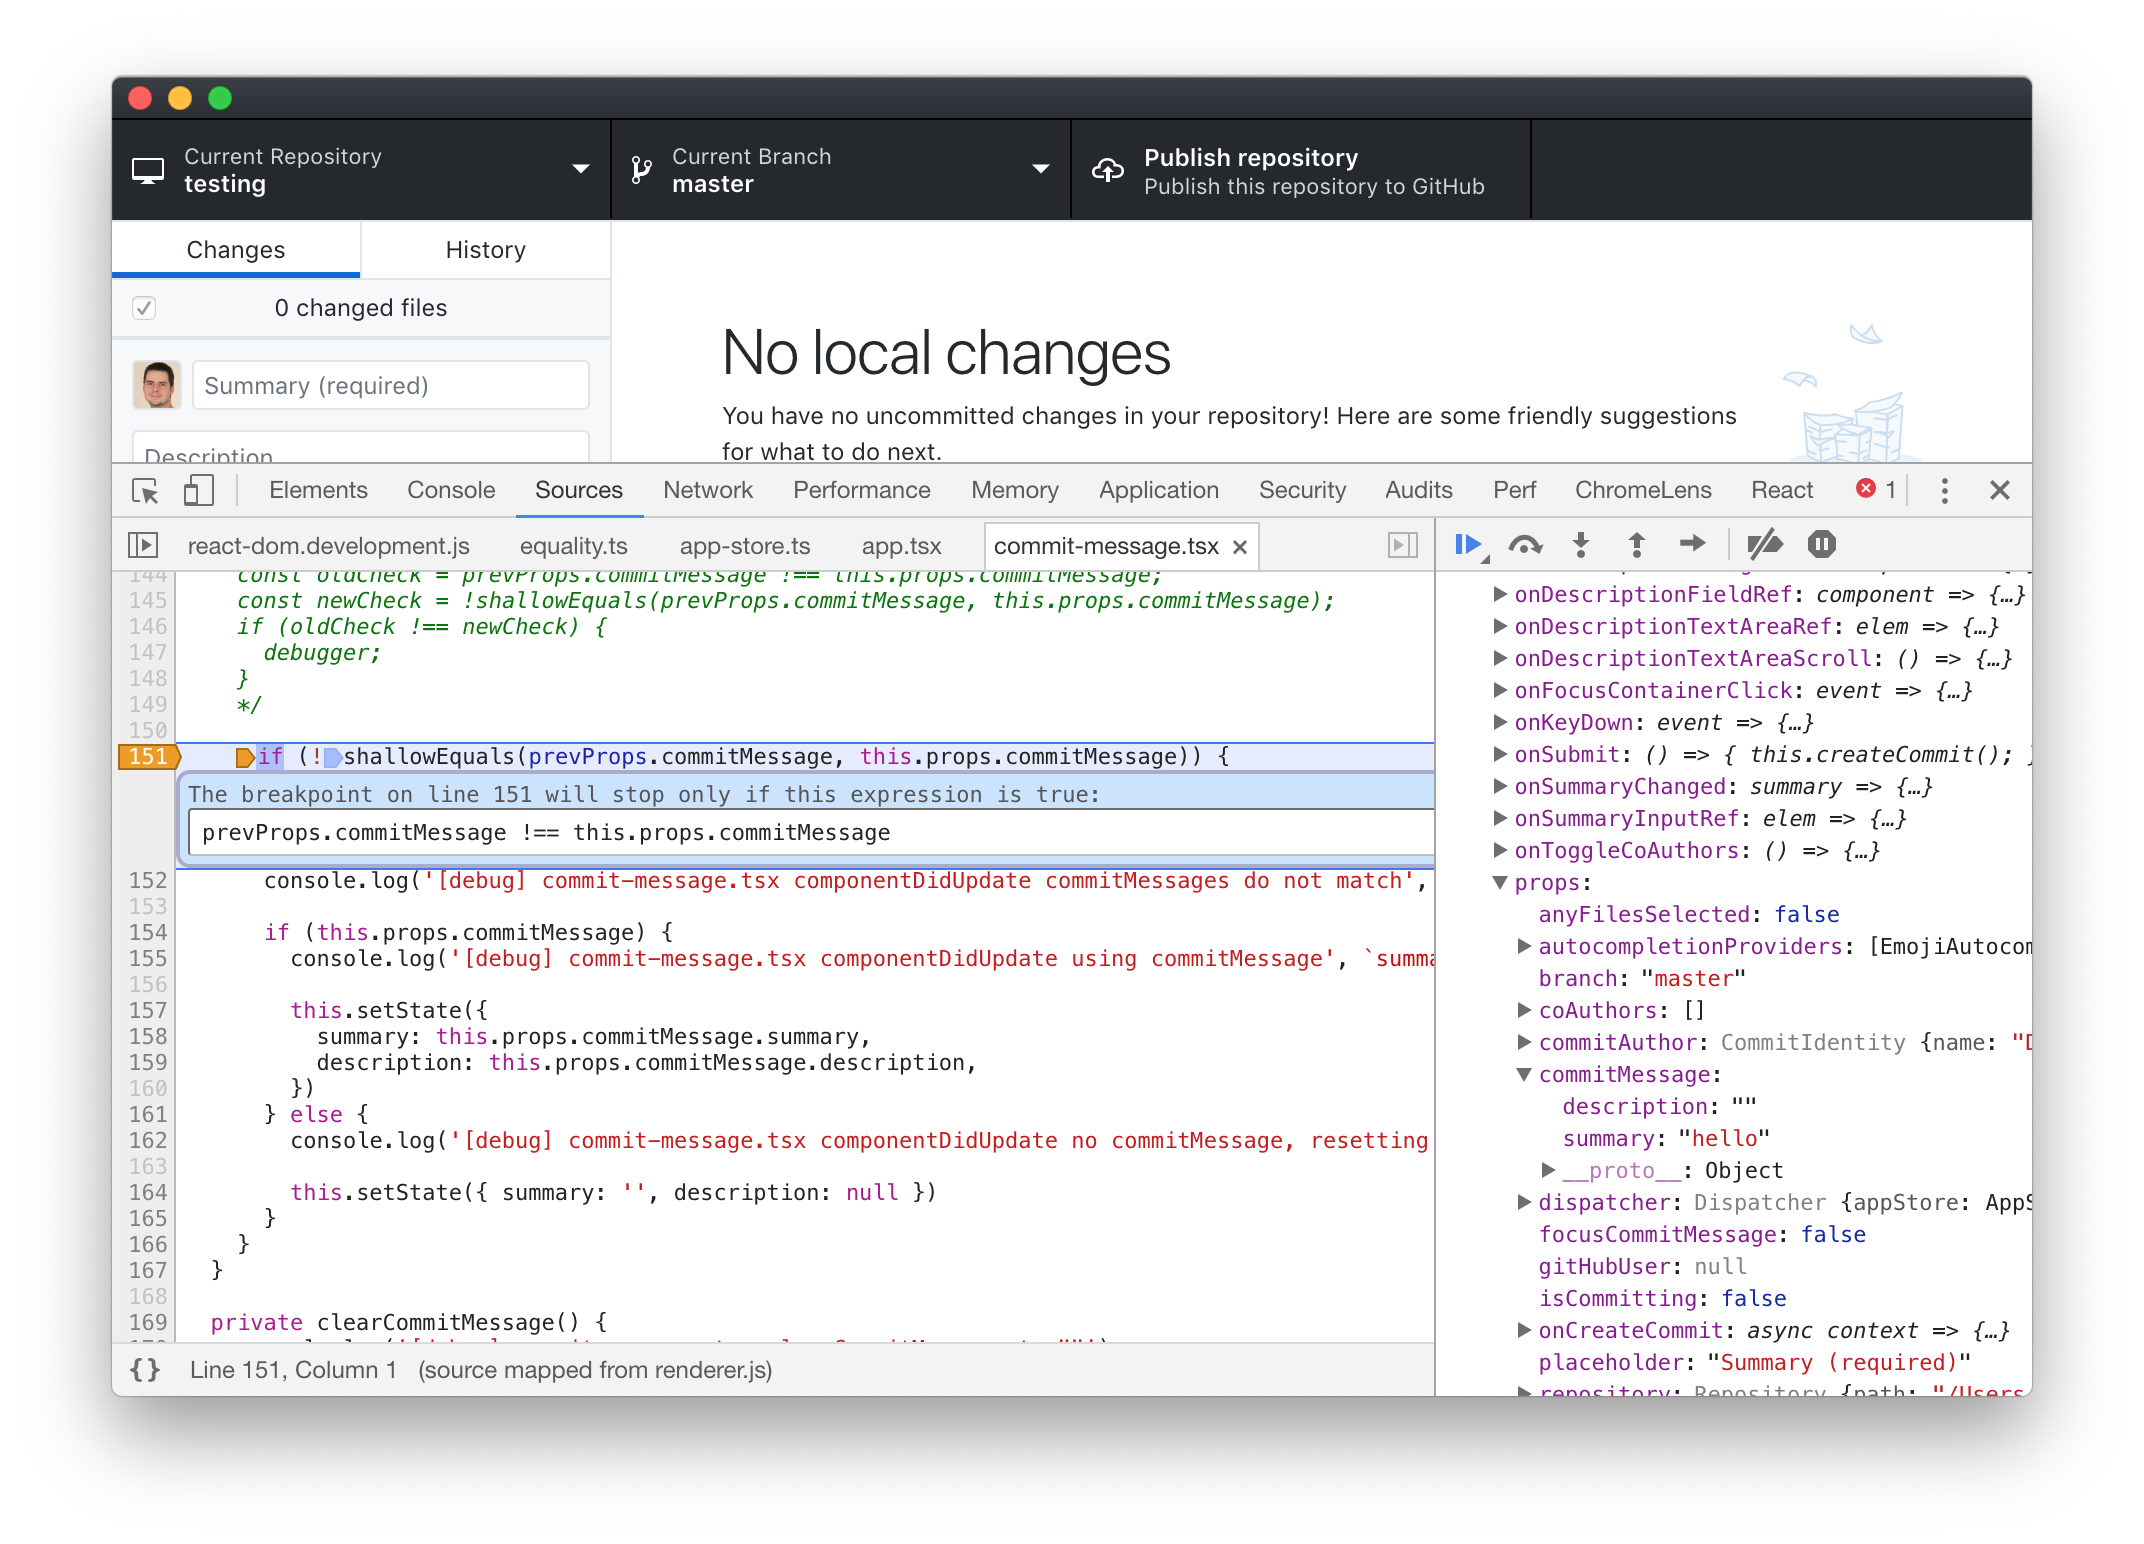 Current Repository
testing
Current Branch
master
Publish repository
Publish this repository to GitHub
Changes
History
0 changed files
Summary (required)
Description
No local changes
You have no uncommitted changes in your repository! Here are some friendly suggestions
for what to do next.
Elements Console Sources Network Performance Memory Application Security Audits Perf ChromeLens React 1
react-dom.development.js equality.ts app-store.ts app.tsx commit-message.tsx
144 const oldCheck = prevProps.commitMessage !== this.props.commitMessage;
145 const newCheck = !shallowEquals(prevProps.commitMessage, this.props.commitMessage);
146 if (oldCheck !== newCheck) {
147 debugger;
148 }
149 */
150
151 if (!shallowEquals(prevProps.commitMessage, this.props.commitMessage)) {
The breakpoint on line 151 will stop only if this expression is true:
prevProps.commitMessage !== this.props.commitMessage
152 console.log('[debug] commit-message.tsx componentDidUpdate commitMessages do not match',
153
154 if (this.props.commitMessage) {
155 console.log('[debug] commit-message.tsx componentDidUpdate using commitMessage', `summa
156
157 this.setState({
158 summary: this.props.commitMessage.summary,
159 description: this.props.commitMessage.description,
160 })
161 } else {
162 console.log('[debug] commit-message.tsx componentDidUpdate no commitMessage, resetting
163
164 this.setState({ summary: '', description: null })
165 }
166 }
167 }
168
169 private clearCommitMessage() {
{} Line 151, Column 1 (source mapped from renderer.js)
onDescriptionFieldRef: component => {…}
onDescriptionTextAreaRef: elem => {…}
onDescriptionTextAreaScroll: () => {…}
onFocusContainerClick: event => {…}
onKeyDown: event => {…}
onSubmit: () => { this.createCommit(); }
onSummaryChanged: summary => {…}
onSummaryInputRef: elem => {…}
onToggleCoAuthors: () => {…}
props:
anyFilesSelected: false
autocompletionProviders: [EmojiAutocom
branch: "master"
coAuthors: []
commitAuthor: CommitIdentity {name: "D
commitMessage:
description: ""
summary: "hello"
__proto__: Object
dispatcher: Dispatcher {appStore: AppS
focusCommitMessage: false
gitHubUser: null
isCommitting: false
onCreateCommit: async context => {…}
placeholder: "Summary (required)"
repository: Repository {path: "/Users